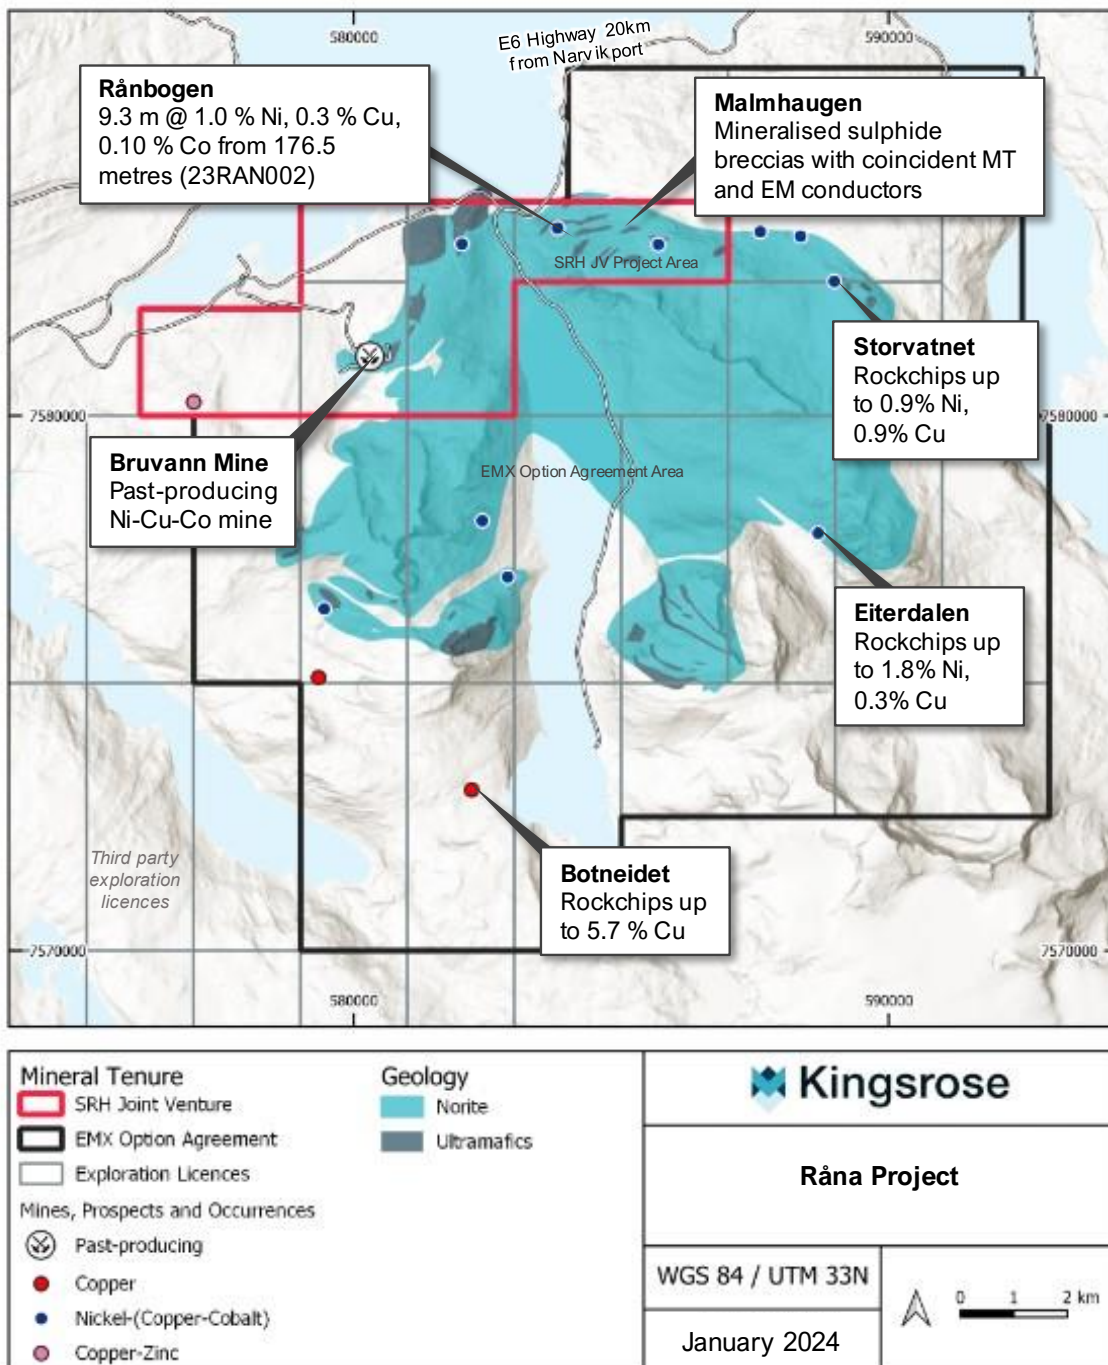 580000
590000
E6 Highway 20km
from Narvik port
Rånbogen
9.3 m @ 1.0 % Ni, 0.3 % Cu,
0.10 % Co from 176.5
metres (23RAN002)
Malmhaugen
Mineralised sulphide
breccias with coincident MT
and EM conductors
SRH JV Project Area
Storvatnet
Rockchips up
to 0.9% Ni,
0.9% Cu
7580000
7580000
Bruvann Mine
Past-producing
Ni-Cu-Co mine
EMX Option Agreement Area
Eiterdalen
Rockchips up
to 1.8% Ni,
0.3% Cu
Third party
exploration
licences
Botneidet
Rockchips up
to 5.7 % Cu
7570000
7570000
580000
590000
Mineral Tenure
SRH Joint Venture
EMX Option Agreement
Exploration Licences
Mines, Prospects and Occurrences
Past-producing
Copper
Nickel-(Copper-Cobalt)
Copper-Zinc
Geology
Norite
Ultramafics
Kingsrose
Råna Project
WGS 84 / UTM 33N
January 2024
0 1 2 km